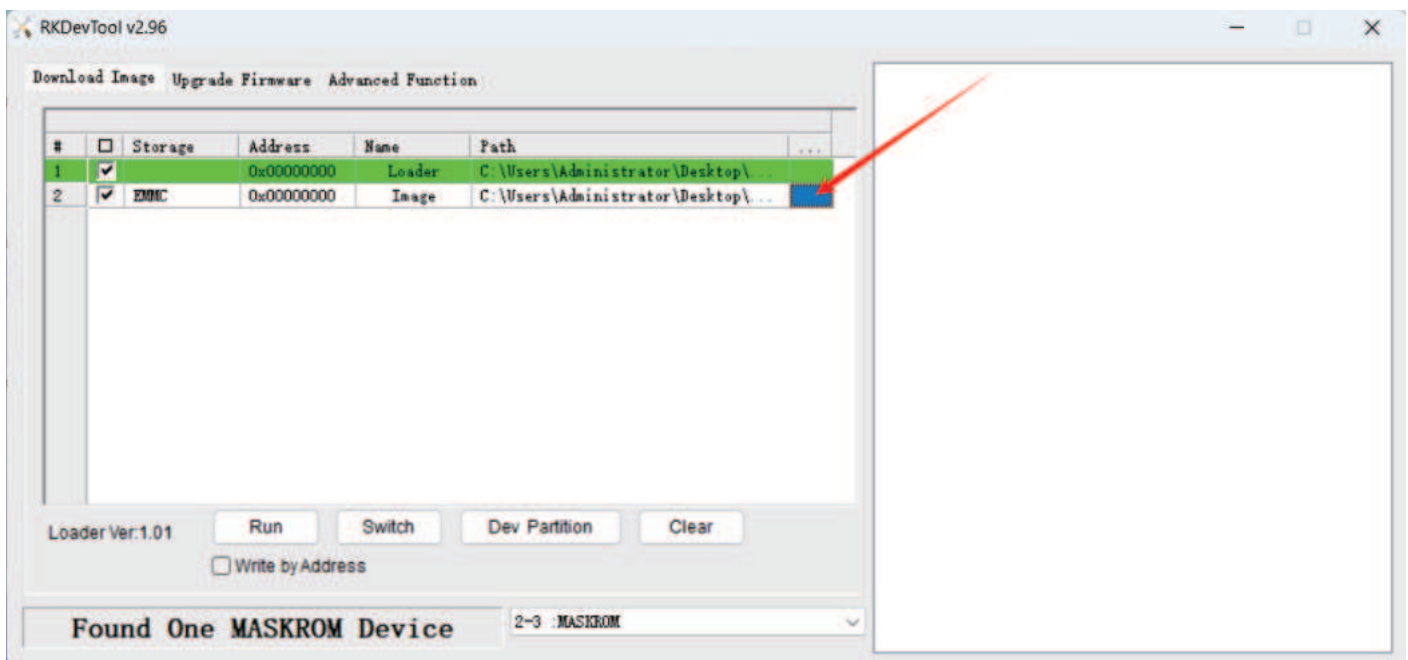 RKDevTool v2.96
Download Image Upgrade Firmware Advanced Function
# Storage Address Name Path ...
1 0x00000000 Loader C:\Users\Administrator\Desktop\...
2 EMMC 0x00000000 Image C:\Users\Administrator\Desktop\...
Loader Ver:1.01 Run Switch Dev Partition Clear
Write by Address
Found One MASKROM Device 2-3 :MASKROM